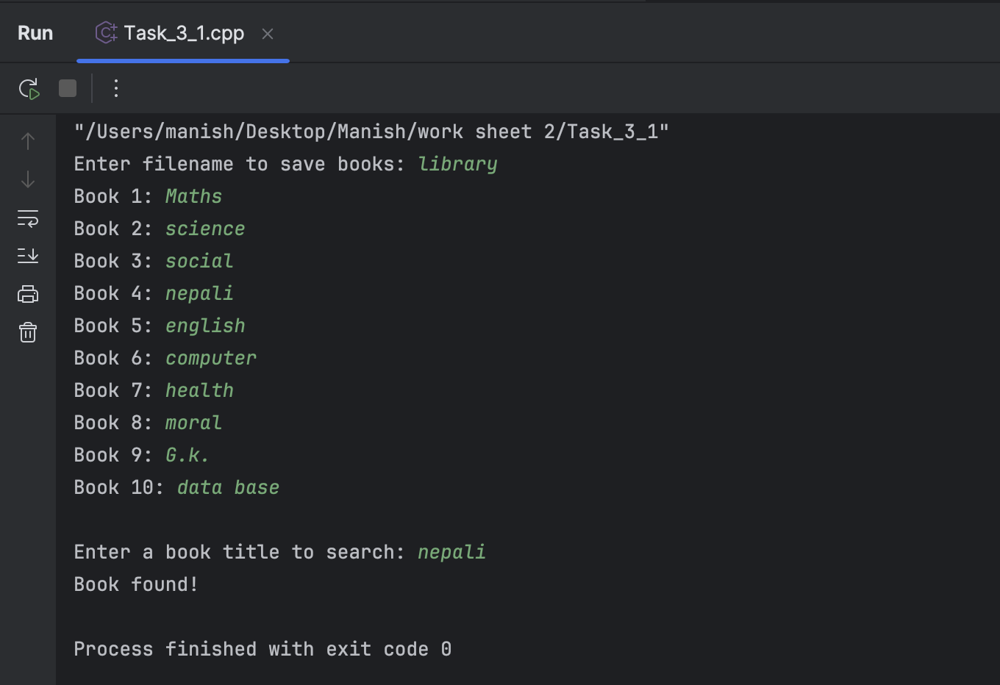 Run Task_3_1.cpp
"/Users/manish/Desktop/Manish/work sheet 2/Task_3_1"
Enter filename to save books: library
Book 1: Maths
Book 2: science
Book 3: social
Book 4: nepali
Book 5: english
Book 6: computer
Book 7: health
Book 8: moral
Book 9: G.k.
Book 10: data base
Enter a book title to search: nepali
Book found!
Process finished with exit code 0